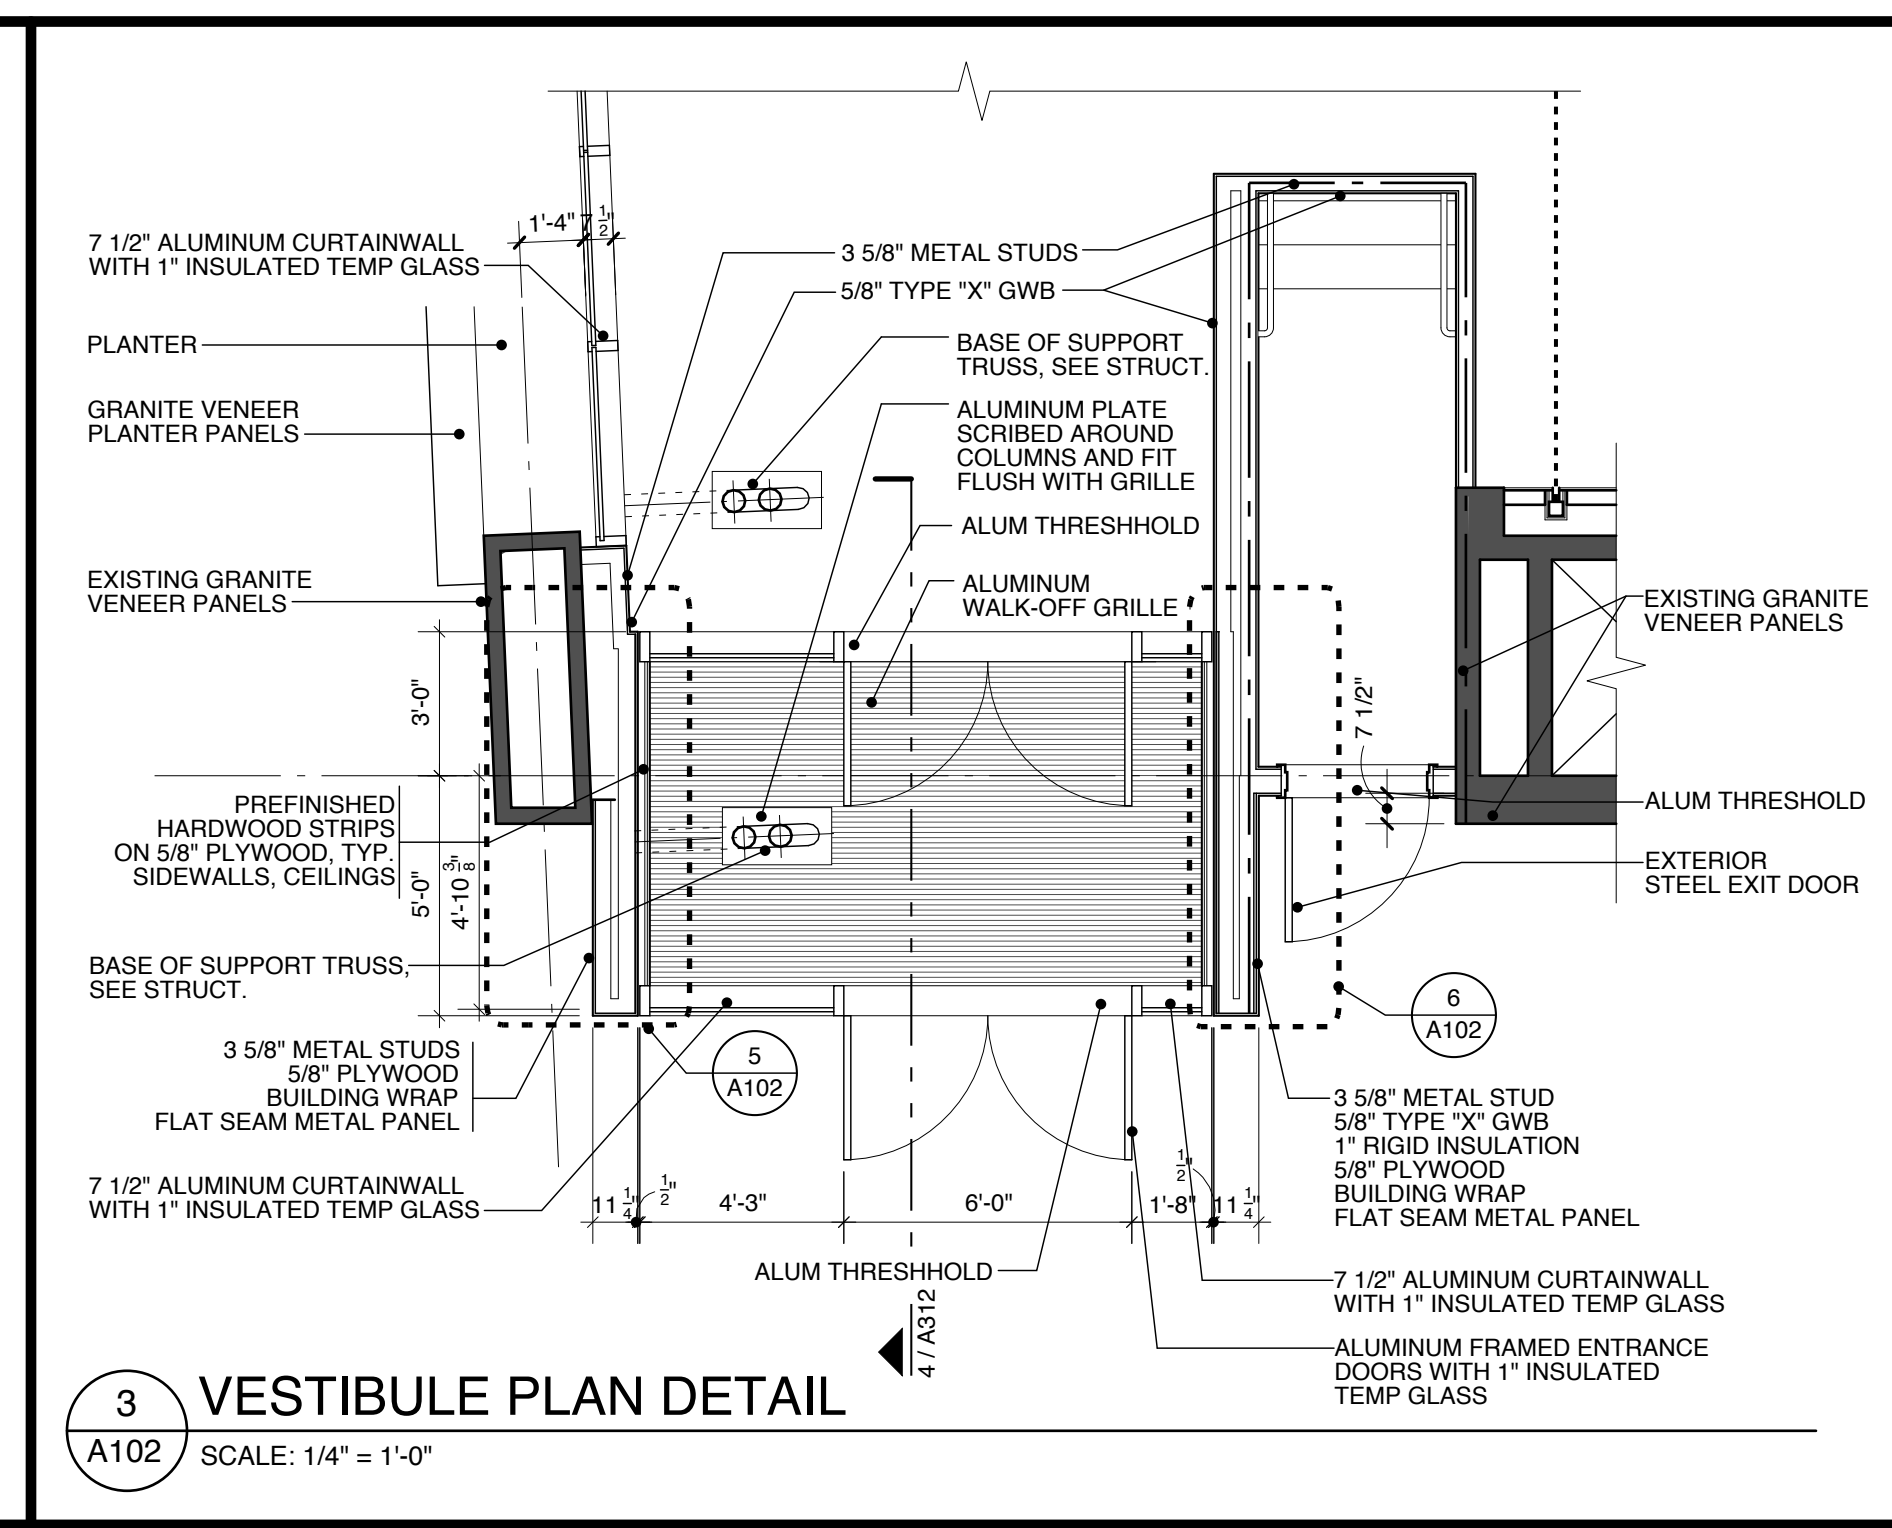 1'-4"
7 1/2"
7 1/2" ALUMINUM CURTAINWALL
WITH 1" INSULATED TEMP GLASS
PLANTER
GRANITE VENEER
PLANTER PANELS
EXISTING GRANITE
VENEER PANELS
3'-0"
PREFINISHED
HARDWOOD STRIPS
ON 5/8" PLYWOOD, TYP.
SIDEWALLS, CEILINGS
5'-0"
4'-10 3/8"
BASE OF SUPPORT TRUSS,
SEE STRUCT.
3 5/8" METAL STUDS
5/8" PLYWOOD
BUILDING WRAP
FLAT SEAM METAL PANEL
7 1/2" ALUMINUM CURTAINWALL
WITH 1" INSULATED TEMP GLASS
3 5/8" METAL STUDS
5/8" TYPE "X" GWB
BASE OF SUPPORT
TRUSS, SEE STRUCT.
ALUMINUM PLATE
SCRIBED AROUND
COLUMNS AND FIT
FLUSH WITH GRILLE
ALUM THRESHHOLD
ALUMINUM
WALK-OFF GRILLE
EXISTING GRANITE
VENEER PANELS
7 1/2"
ALUM THRESHOLD
EXTERIOR
STEEL EXIT DOOR
6
A102
5
A102
3 5/8" METAL STUD
5/8" TYPE "X" GWB
1" RIGID INSULATION
5/8" PLYWOOD
BUILDING WRAP
FLAT SEAM METAL PANEL
11 1/4"
1/2"
4'-3"
6'-0"
1'-8"
1/2"
11 1/4"
ALUM THRESHHOLD
7 1/2" ALUMINUM CURTAINWALL
WITH 1" INSULATED TEMP GLASS
ALUMINUM FRAMED ENTRANCE
DOORS WITH 1" INSULATED
TEMP GLASS
4 / A312
3
A102
VESTIBULE PLAN DETAIL
SCALE: 1/4" = 1'-0"